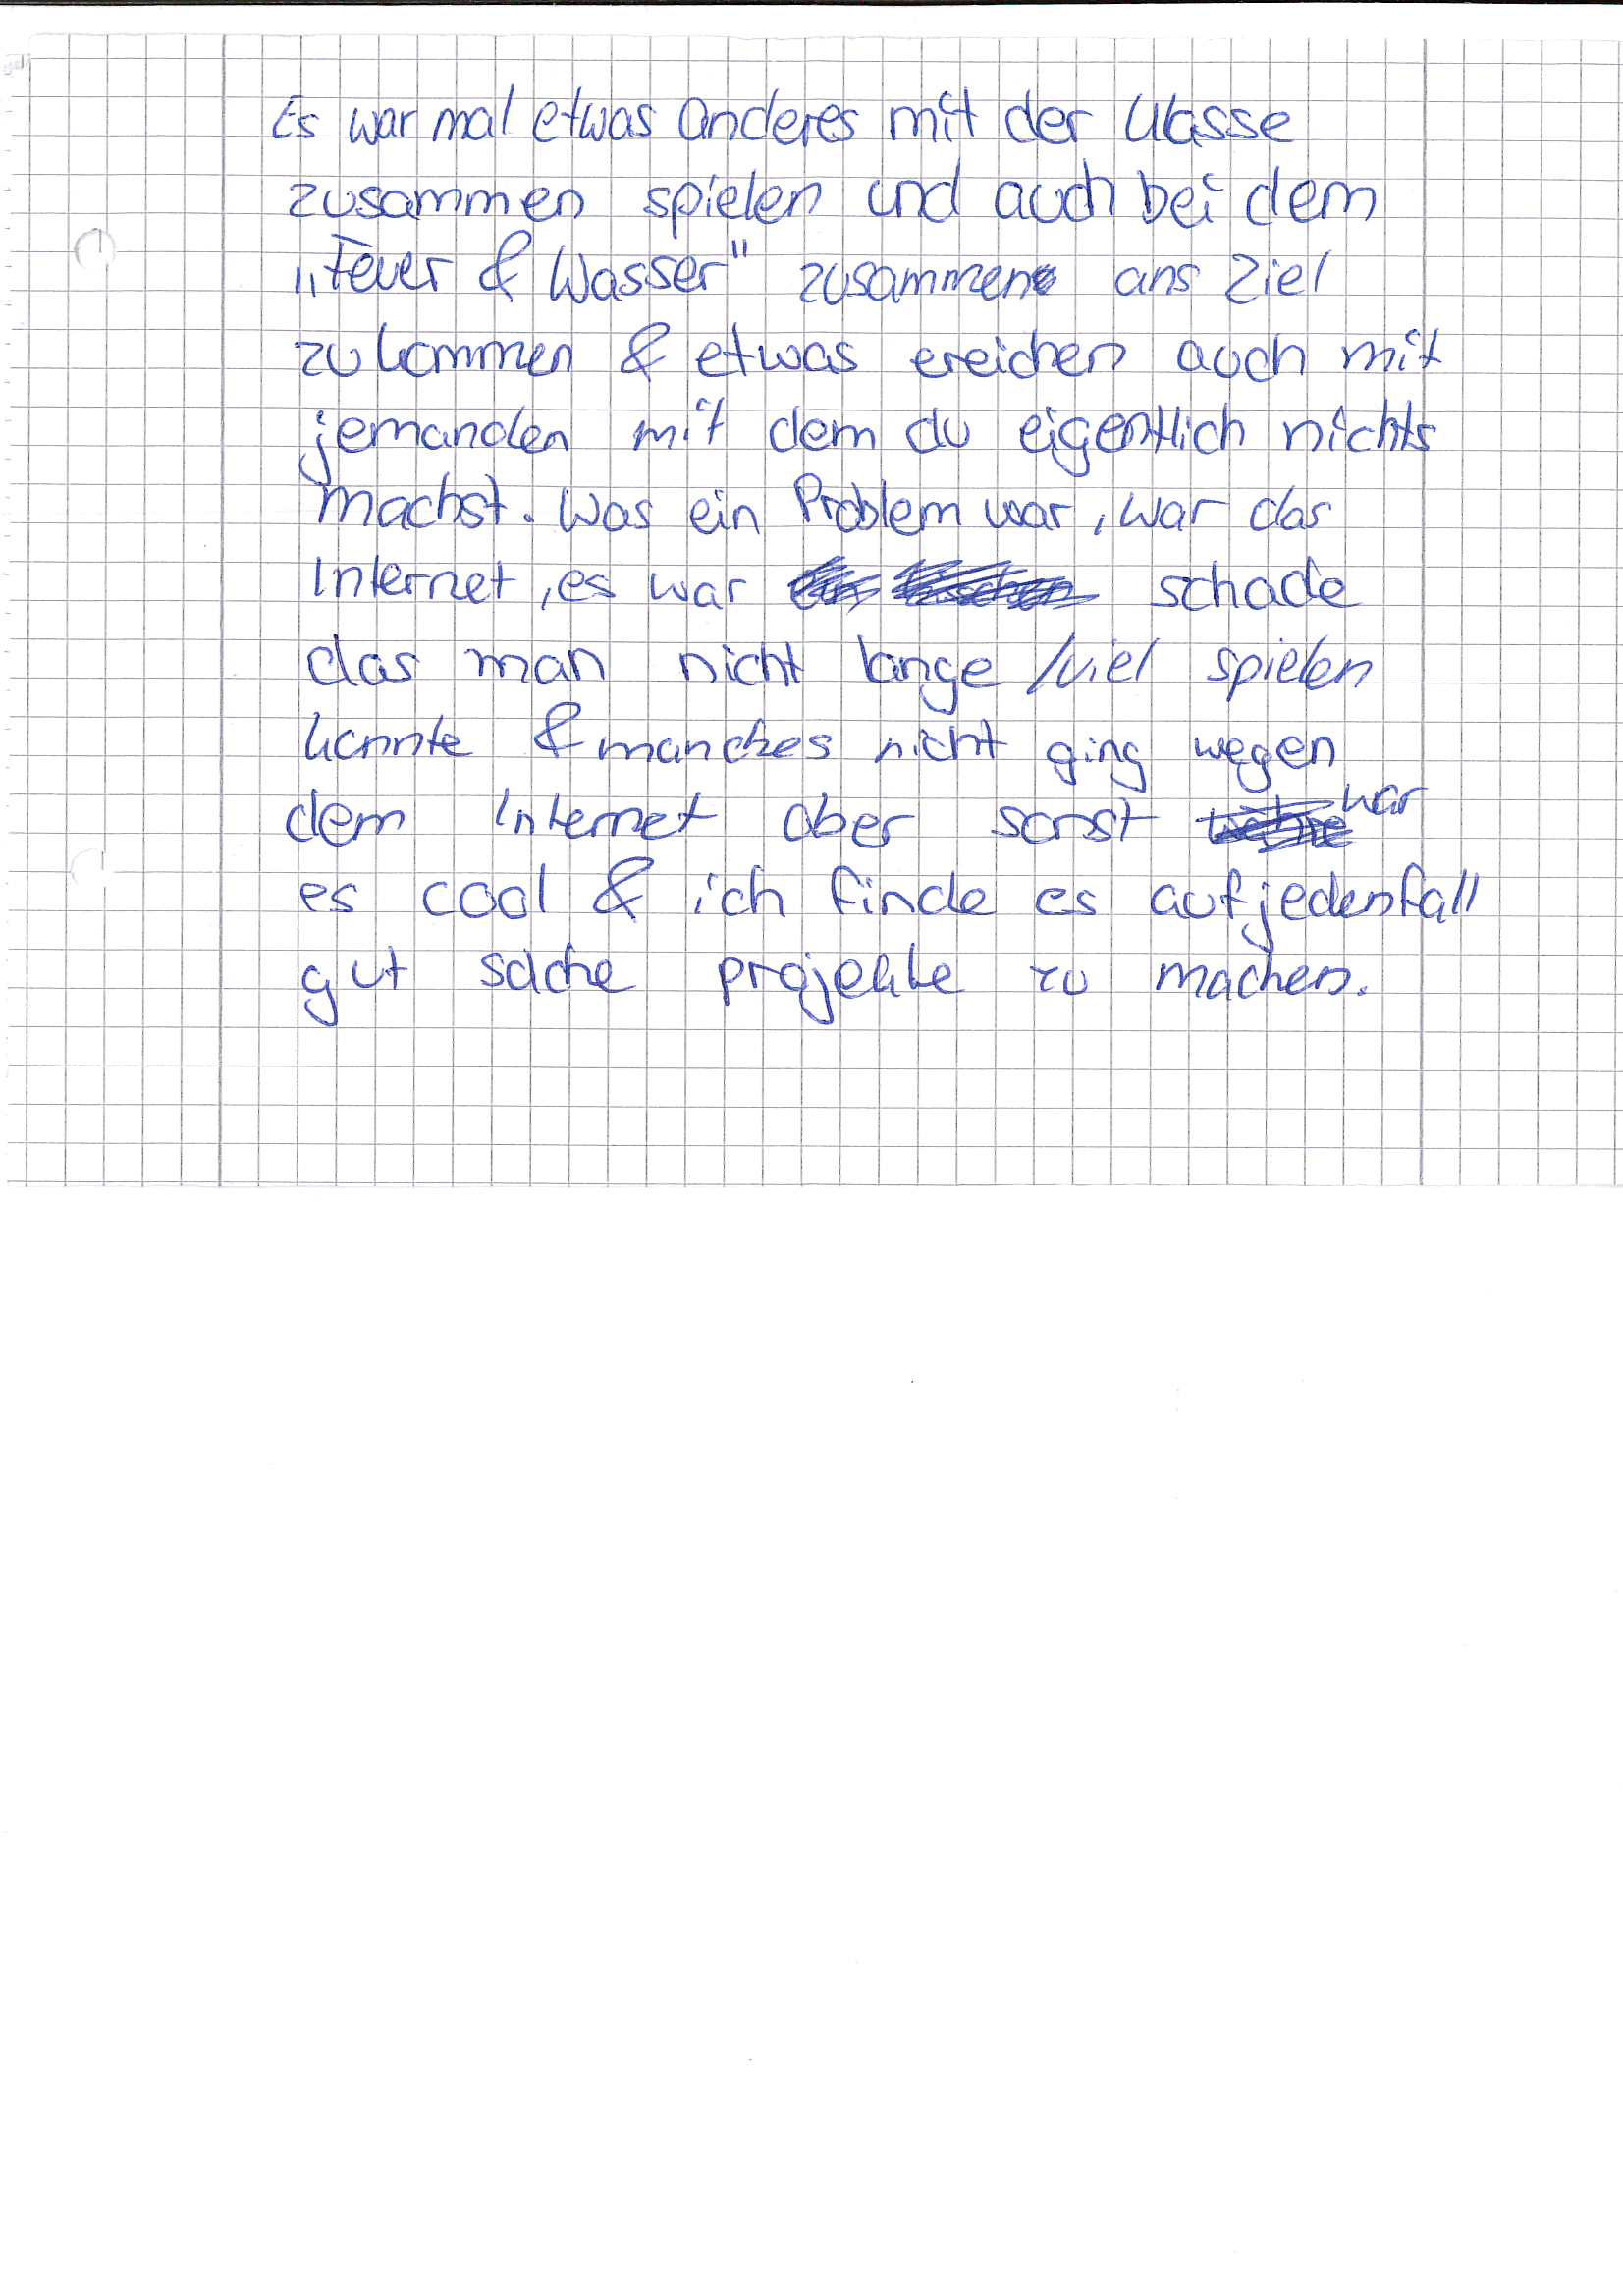 Es war mal etwas anderes mit der Klasse
zusammen spielen und auch bei dem
„Feuer & Wasser" zusammen ans Ziel
zu kommen & etwas ereichen auch mit
jemanden mit dem du eigentlich nichts
machst. Was ein Problem war, war das
Internet, es war schade
das man nicht lange /viel spielen
konnte & manches nicht ging wegen
dem Internet aber sonst war
es cool & ich finde es aufjedenfall
gut solche projekte zu machen.